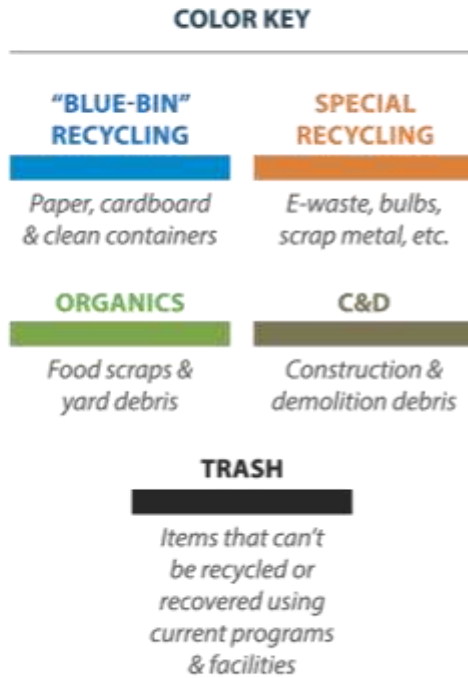 COLOR KEY
“BLUE-BIN”
RECYCLING
Paper, cardboard
& clean containers
SPECIAL
RECYCLING
E-waste, bulbs,
scrap metal, etc.
ORGANICS
Food scraps &
yard debris
C&D
Construction &
demolition debris
TRASH
Items that can’t
be recycled or
recovered using
current programs
& facilities